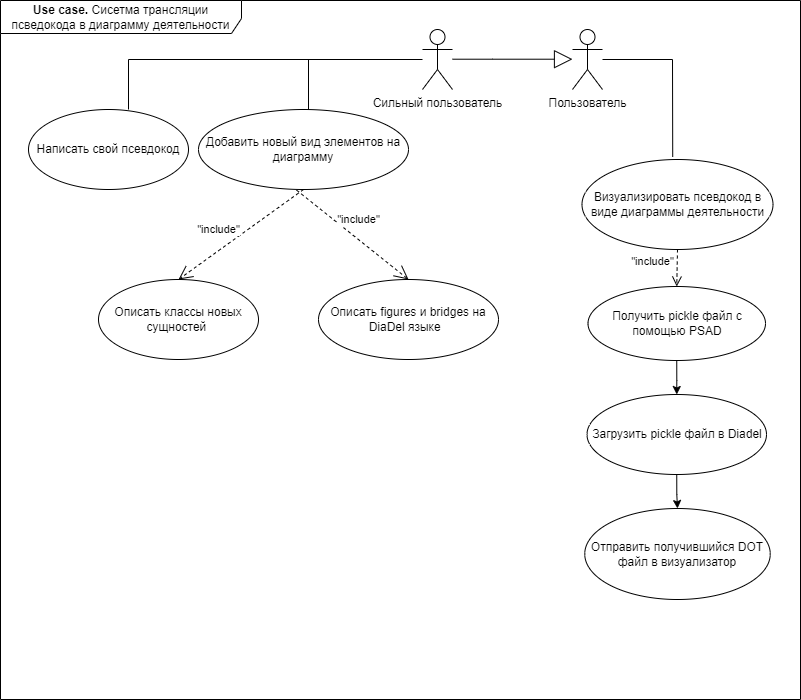 Use case. Сисетма трансляции
псведокода в диаграмму деятельности
Сильный пользователь
Пользователь
Написать свой псевдокод
Добавить новый вид элементов на
диаграмму
Визуализировать псевдокод в
виде диаграммы деятельности
"include"
"include"
"include"
Описать классы новых
сущностей
Описать figures и bridges на
DiaDel языке
Получить pickle файл с
помощью PSAD
Загрузить pickle файл в Diadel
Отправить получившийся DOT
файл в визуализатор